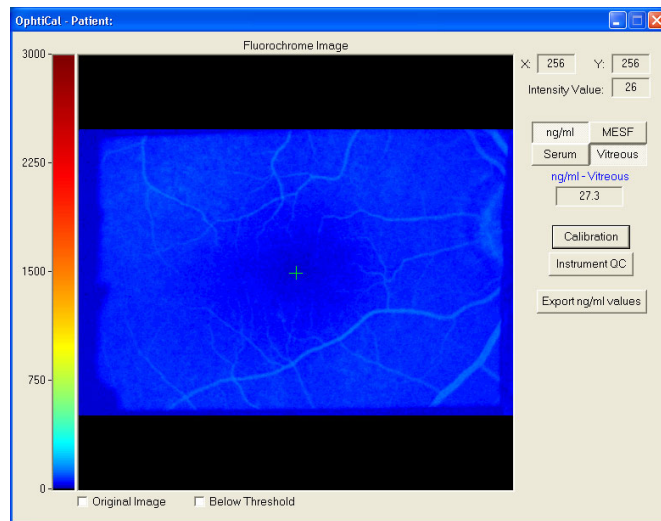 OphtiCal - Patient:
Fluorochrome Image
3000
2250
1500
750
0
X: 256 Y: 256
Intensity Value: 26
ng/ml MESF
Serum Vitreous
ng/ml - Vitreous
27.3
Calibration
Instrument QC
Export ng/ml values
Original Image Below Threshold